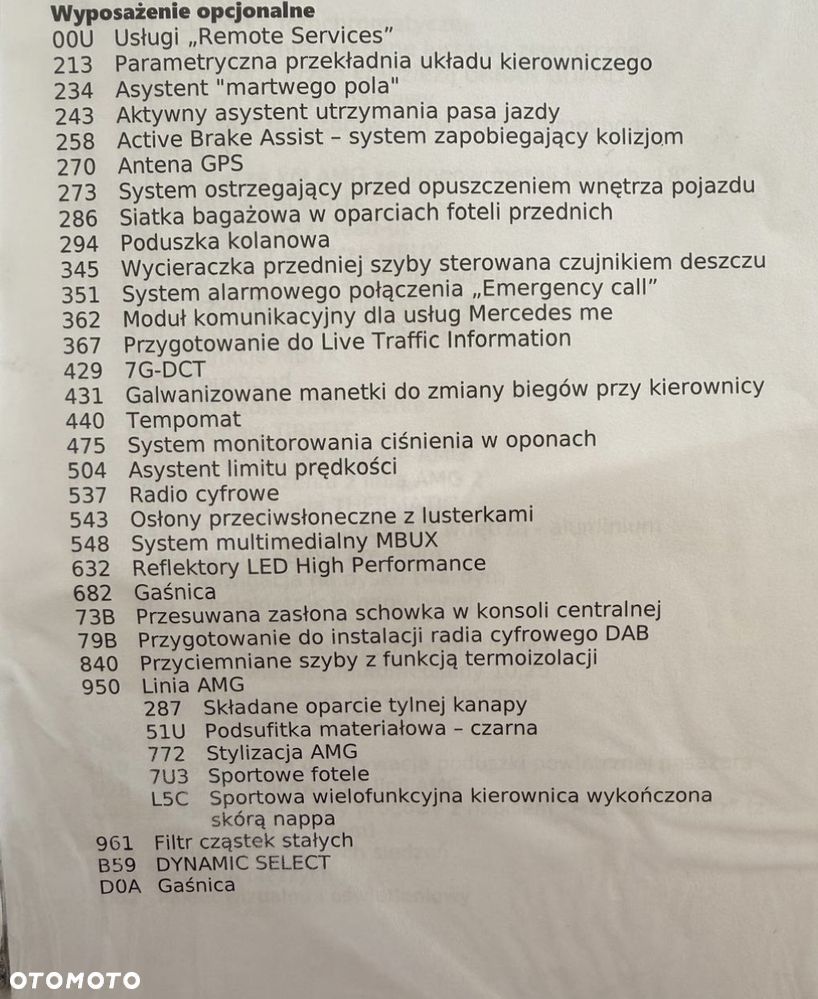 Wyposażenie opcjonalne
00U Usługi „Remote Services”
213 Parametryczna przekładnia układu kierowniczego
234 Asystent "martwego pola"
243 Aktywny asystent utrzymania pasa jazdy
258 Active Brake Assist – system zapobiegający kolizjom
270 Antena GPS
273 System ostrzegający przed opuszczeniem wnętrza pojazdu
286 Siatka bagażowa w oparciach foteli przednich
294 Poduszka kolanowa
345 Wycieraczka przedniej szyby sterowana czujnikiem deszczu
351 System alarmowego połączenia „Emergency call”
362 Moduł komunikacyjny dla usług Mercedes me
367 Przygotowanie do Live Traffic Information
429 7G-DCT
431 Galwanizowane manetki do zmiany biegów przy kierownicy
440 Tempomat
475 System monitorowania ciśnienia w oponach
504 Asystent limitu prędkości
537 Radio cyfrowe
543 Osłony przeciwsłoneczne z lusterkami
548 System multimedialny MBUX
632 Reflektory LED High Performance
682 Gaśnica
73B Przesuwana zasłona schowka w konsoli centralnej
79B Przygotowanie do instalacji radia cyfrowego DAB
840 Przyciemniane szyby z funkcją termoizolacji
950 Linia AMG
287 Składane oparcie tylnej kanapy
51U Podsufitka materiałowa – czarna
772 Stylizacja AMG
7U3 Sportowe fotele
L5C Sportowa wielofunkcyjna kierownica wykończona
skórą nappa
961 Filtr cząstek stałych
B59 DYNAMIC SELECT
D0A Gaśnica
OTOMOTO